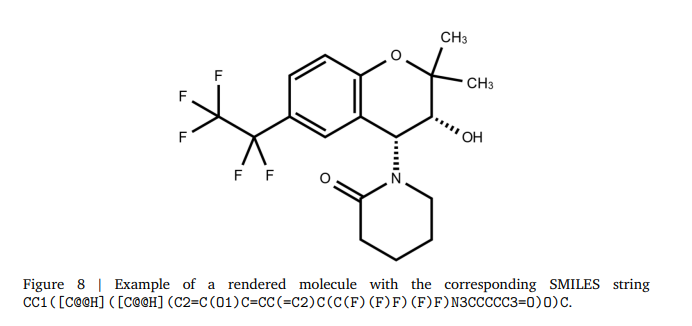 CH3
O
F
F
CH3
F
OH
F
F
O
N
Figure 8 | Example of a rendered molecule with the corresponding SMILES string
CC1([C@@H]([C@@H](C2=C(O1)C=CC(=C2)C(C(F)(F)F)(F)F)N3CCCCC3=O)O)C.